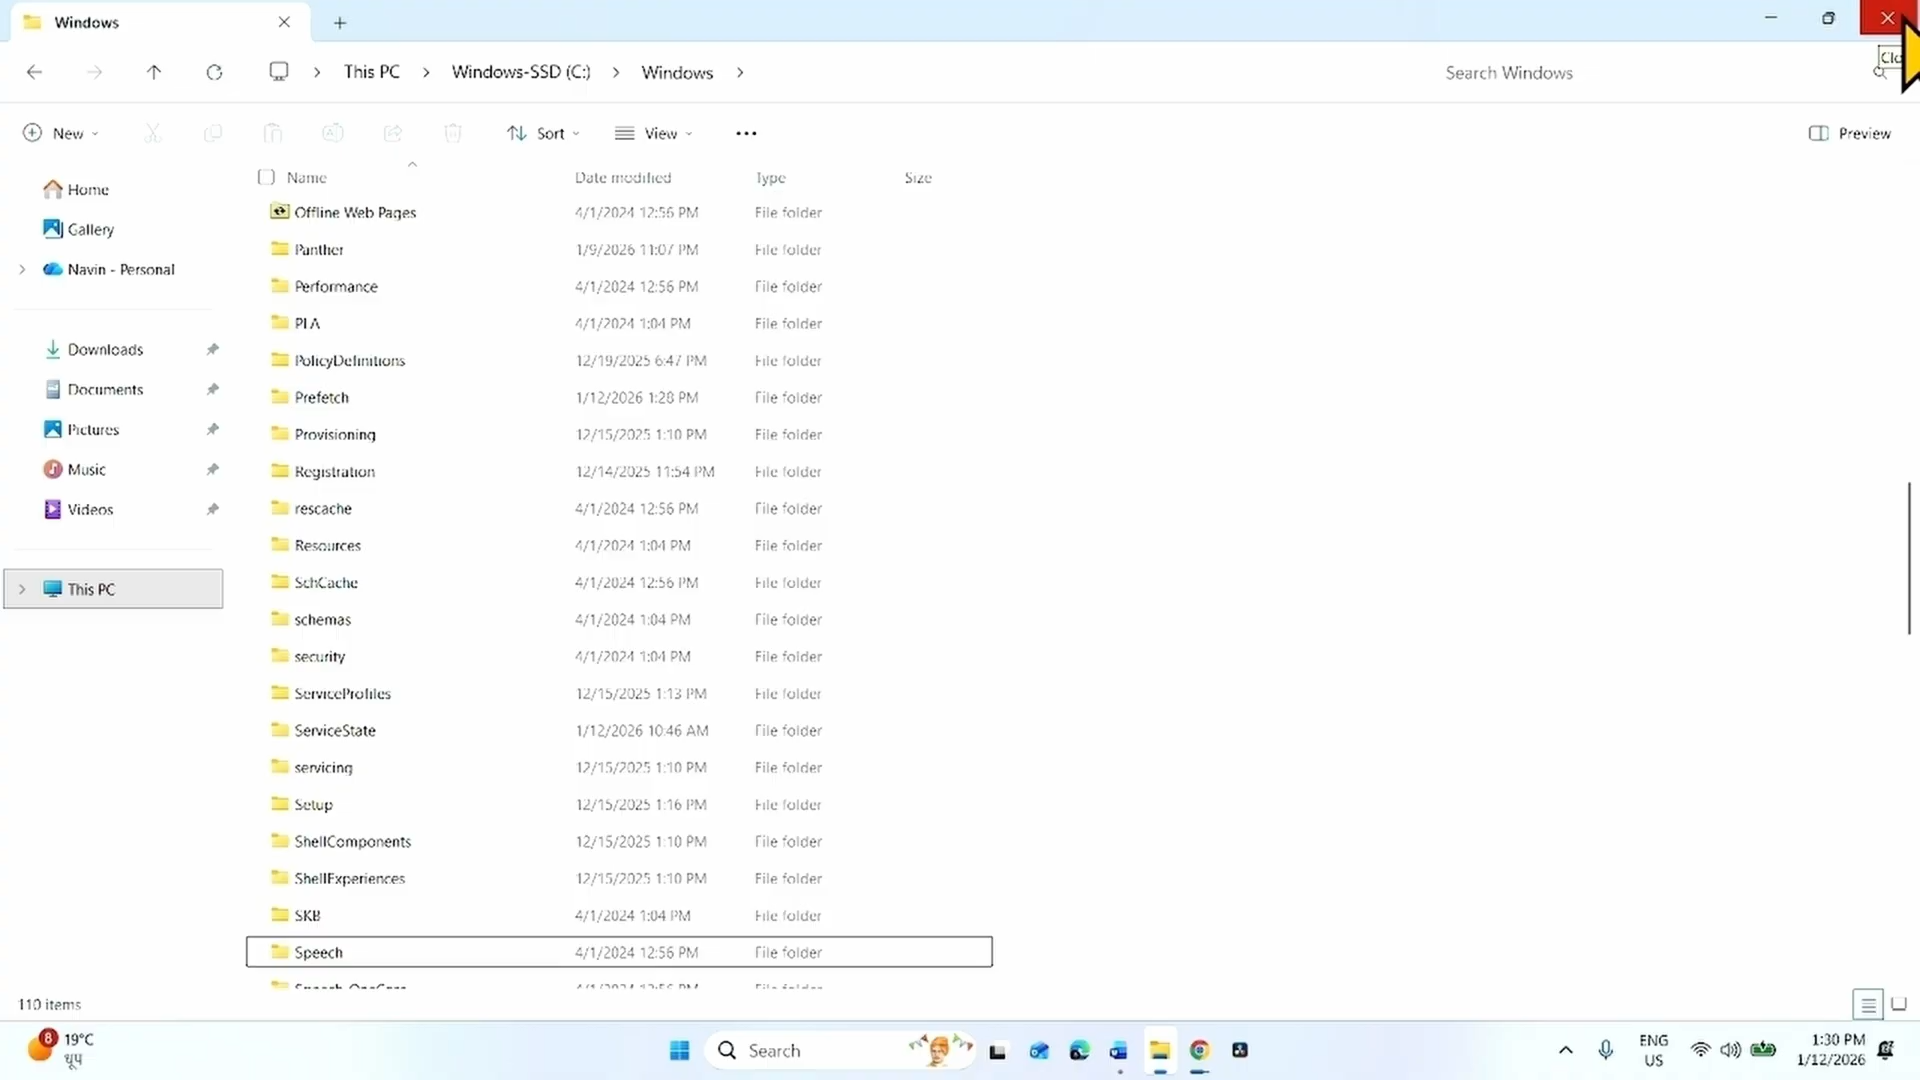 Windows
Clo
This PC
Windows-SSD (C:)
Windows
Search Windows
New
Sort
View
Preview
Name
Date modified
Type
Size
Home
Gallery
Navin - Personal
Downloads
Documents
Pictures
Music
Videos
This PC
Offline Web Pages 4/1/2024 12:56 PM File folder
Panther 1/9/2026 11:07 PM File folder
Performance 4/1/2024 12:56 PM File folder
PLA 4/1/2024 1:04 PM File folder
PolicyDefinitions 12/19/2025 6:47 PM File folder
Prefetch 1/12/2026 1:28 PM File folder
Provisioning 12/15/2025 1:10 PM File folder
Registration 12/14/2025 11:54 PM File folder
rescache 4/1/2024 12:56 PM File folder
Resources 4/1/2024 1:04 PM File folder
SchCache 4/1/2024 12:56 PM File folder
schemas 4/1/2024 1:04 PM File folder
security 4/1/2024 1:04 PM File folder
ServiceProfiles 12/15/2025 1:13 PM File folder
ServiceState 1/12/2026 10:46 AM File folder
servicing 12/15/2025 1:10 PM File folder
Setup 12/15/2025 1:16 PM File folder
ShellComponents 12/15/2025 1:10 PM File folder
ShellExperiences 12/15/2025 1:10 PM File folder
SKB 4/1/2024 1:04 PM File folder
Speech 4/1/2024 12:56 PM File folder
110 items
8
19°C
Search
ENG
US
1:30 PM
1/12/2026